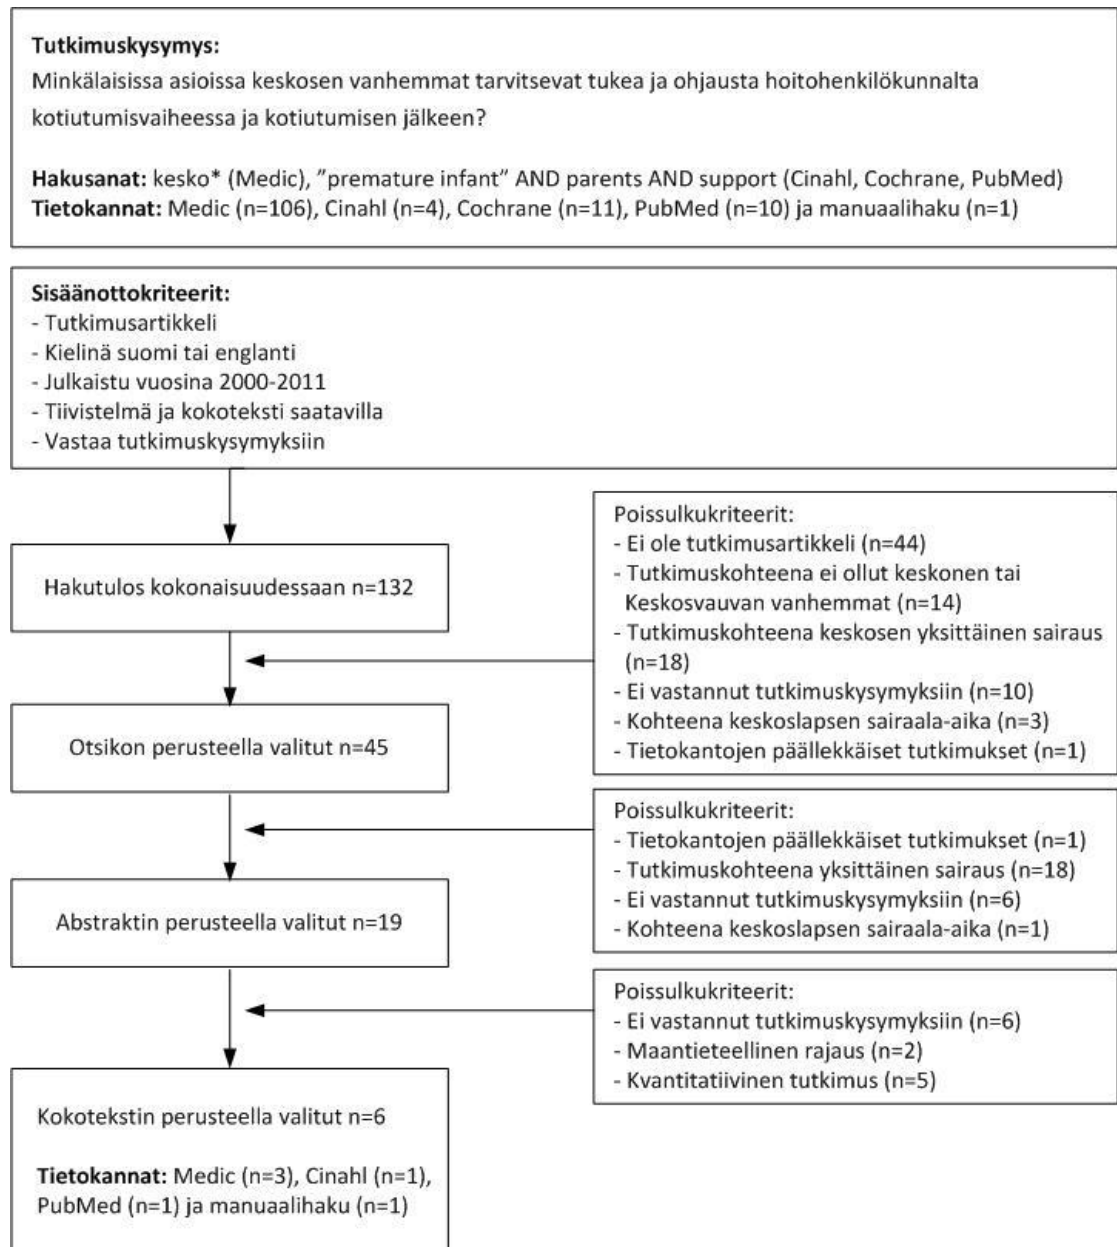 Tutkimuskysymys:
Minkälaisissa asioissa keskosen vanhemmat tarvitsevat tukea ja ohjausta hoitohenkilökunnalta
kotiutumisvaiheessa ja kotiutumisen jälkeen?
Hakusanat: kesko* (Medic), ”premature infant” AND parents AND support (Cinahl, Cochrane, PubMed)
Tietokannat: Medic (n=106), Cinahl (n=4), Cochrane (n=11), PubMed (n=10) ja manuaalihaku (n=1)
Sisäänottokriteerit:
- Tutkimusartikkeli
- Kielinä suomi tai englanti
- Julkaistu vuosina 2000-2011
- Tiivistelmä ja kokoteksti saatavilla
- Vastaa tutkimuskysymyksiin
Hakutulos kokonaisuudessaan n=132
Poissulkukriteerit:
- Ei ole tutkimusartikkeli (n=44)
- Tutkimuskohteena ei ollut keskonen tai
Keskosvauvan vanhemmat (n=14)
- Tutkimuskohteena keskosen yksittäinen sairaus
(n=18)
- Ei vastannut tutkimuskysymyksiin (n=10)
- Kohteena keskoslapsen sairaala-aika (n=3)
- Tietokantojen päällekkäiset tutkimukset (n=1)
Otsikon perusteella valitut n=45
Poissulkukriteerit:
- Tietokantojen päällekkäiset tutkimukset (n=1)
- Tutkimuskohteena yksittäinen sairaus (n=18)
- Ei vastannut tutkimuskysymyksiin (n=6)
- Kohteena keskoslapsen sairaala-aika (n=1)
Abstraktin perusteella valitut n=19
Poissulkukriteerit:
- Ei vastannut tutkimuskysymyksiin (n=6)
- Maantieteellinen rajaus (n=2)
- Kvantitatiivinen tutkimus (n=5)
Kokotekstin perusteella valitut n=6
Tietokannat: Medic (n=3), Cinahl (n=1),
PubMed (n=1) ja manuaalihaku (n=1)